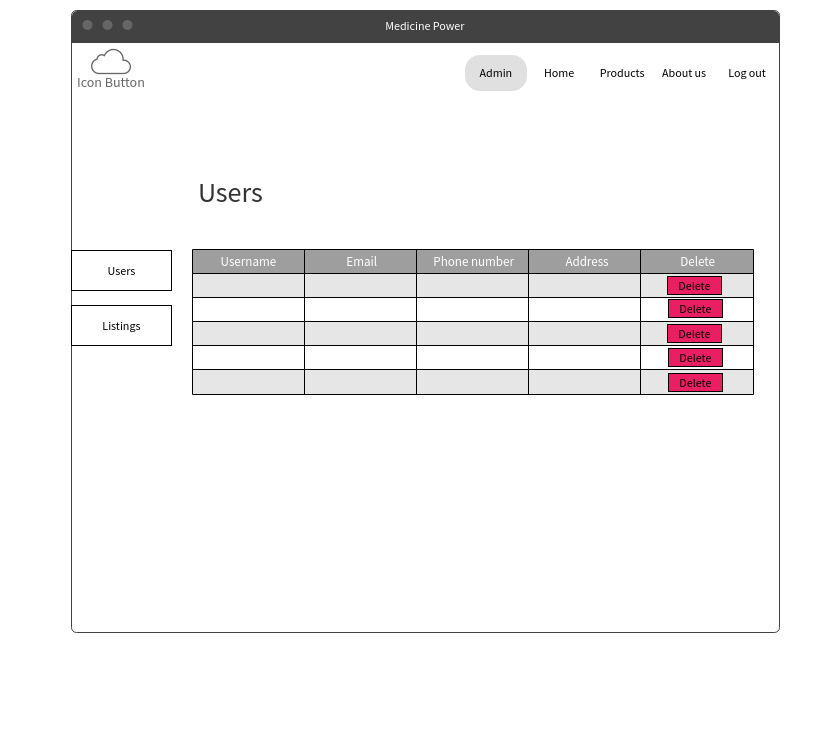 Medicine Power
Icon Button
Admin Home Products About us Log out
Users
Users
Listings
Username Email Phone number Address Delete
Delete
Delete
Delete
Delete
Delete